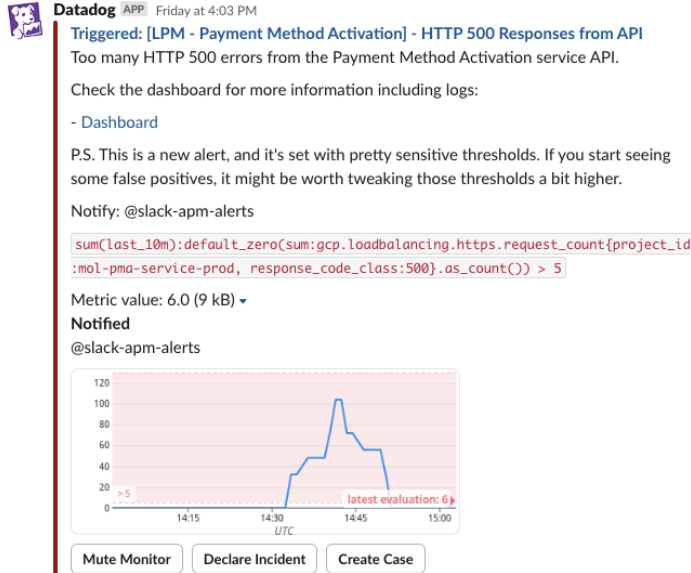 Datadog APP Friday at 4:03 PM
Triggered: [LPM - Payment Method Activation] - HTTP 500 Responses from API
Too many HTTP 500 errors from the Payment Method Activation service API.
Check the dashboard for more information including logs:
- Dashboard
P.S. This is a new alert, and it's set with pretty sensitive thresholds. If you start seeing
some false positives, it might be worth tweaking those thresholds a bit higher.
Notify: @slack-apm-alerts
sum(last_10m):default_zero(sum:gcp.loadbalancing.https.request_count{project_id
:mol-pma-service-prod, response_code_class:500}.as_count()) > 5
Metric value: 6.0 (9 kB)
Notified
@slack-apm-alerts
120
100
80
60
40
20
0
> 5
latest evaluation: 6
14:15 14:30 14:45 15:00
UTC
Mute Monitor Declare Incident Create Case